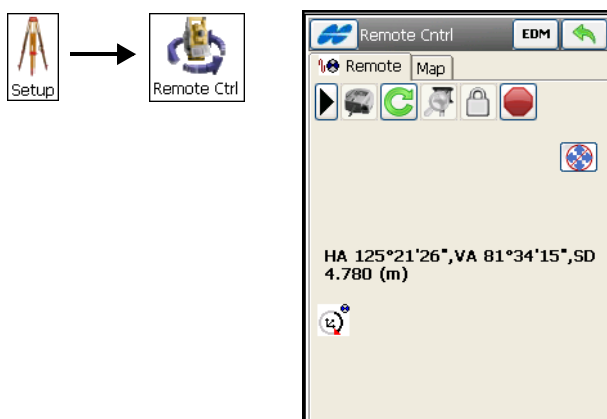 Setup
Remote Ctrl
Remote Cntrl
EDM
Remote
Map
HA 125°21'26",VA 81°34'15",SD
4.780 (m)